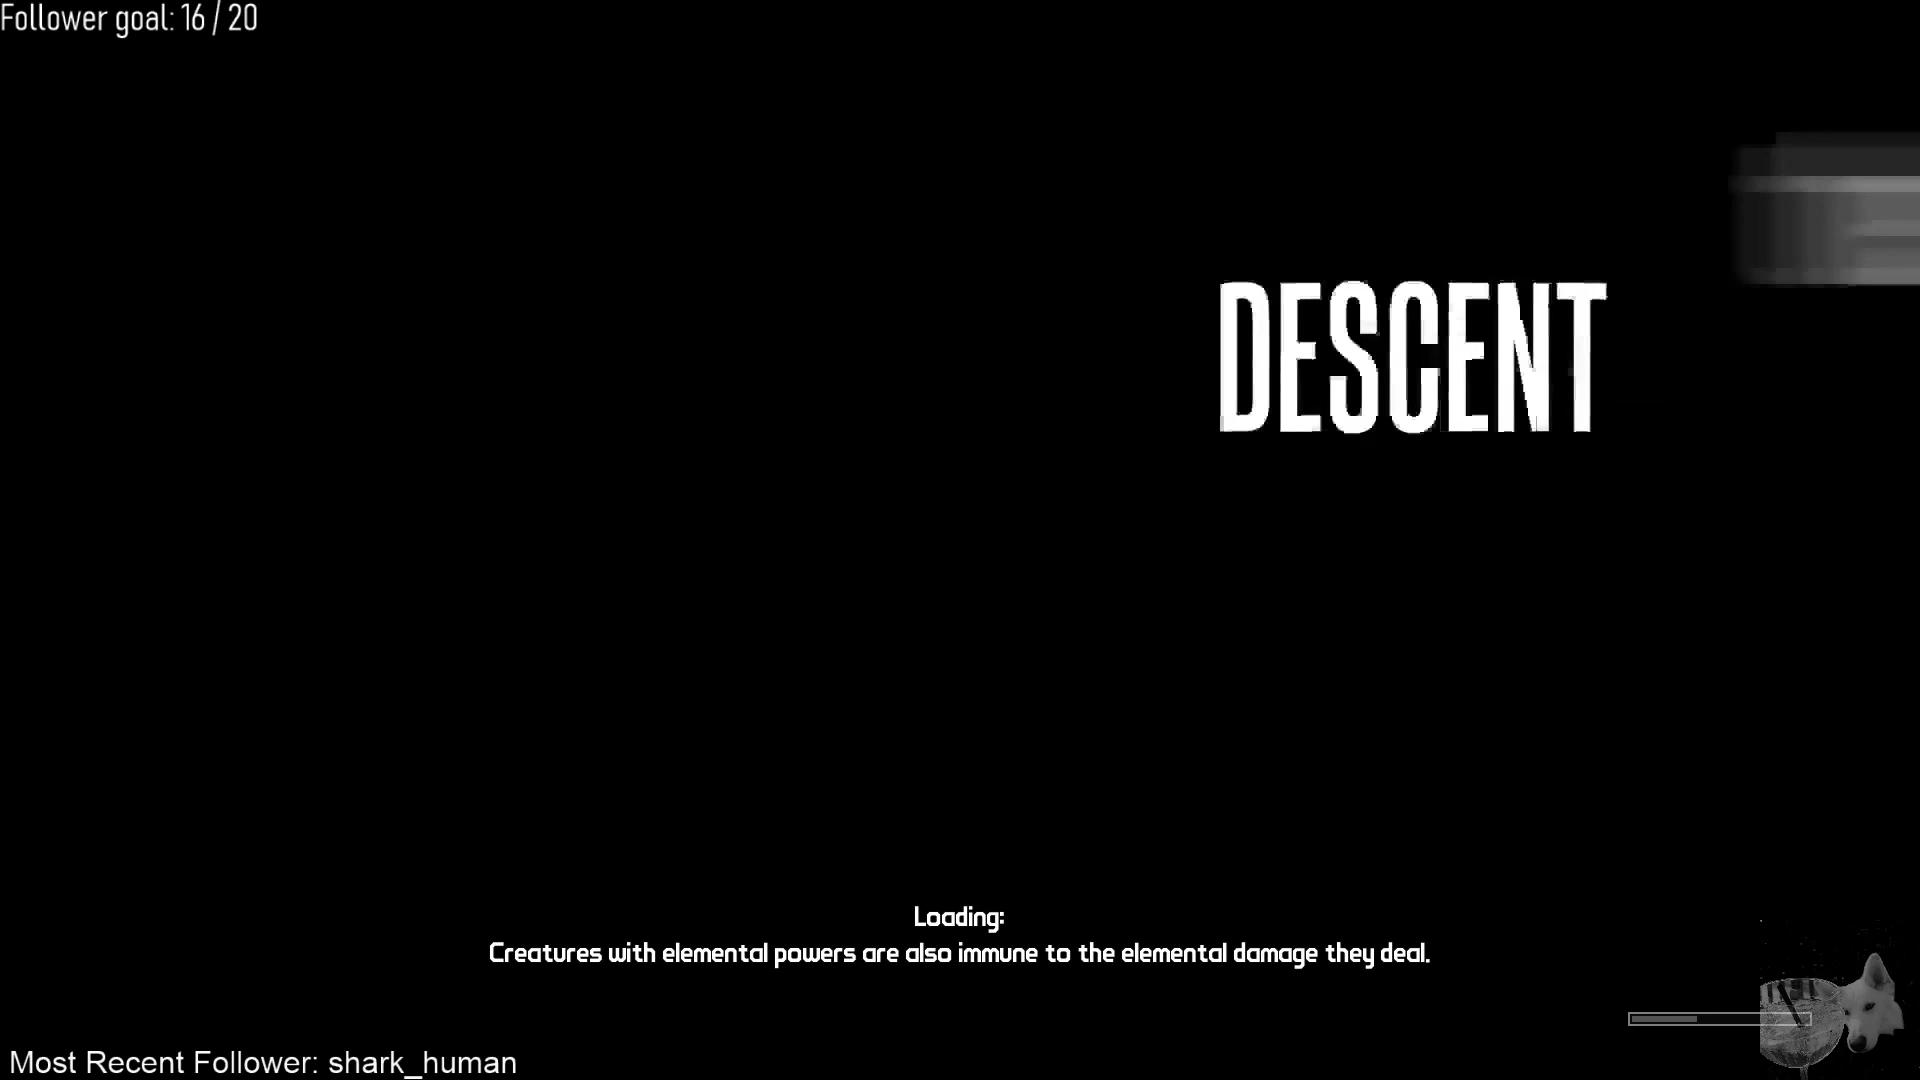 Follower goal: 16 / 20
DESCENT
Loading:
Creatures with elemental powers are also immune to the elemental damage they deal.
Most Recent Follower: shark_human